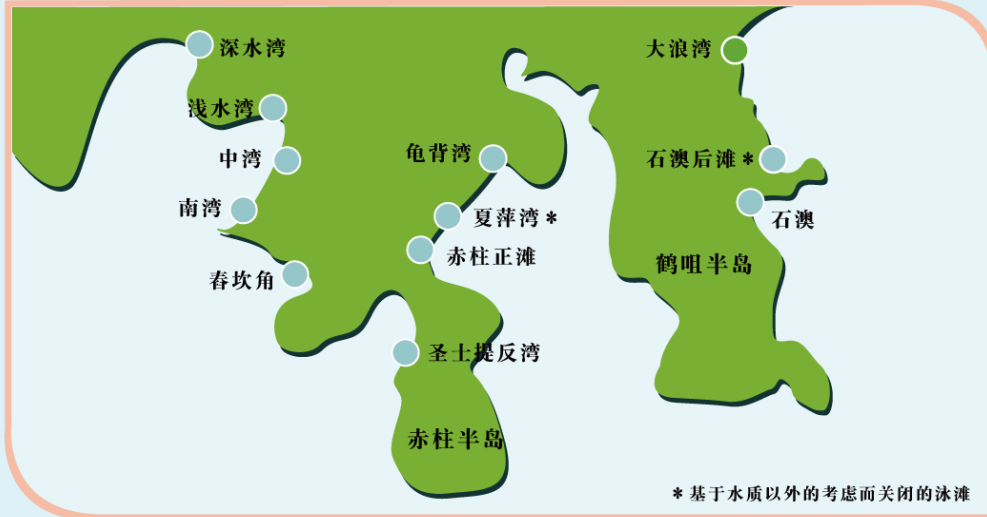 深水湾
大浪湾
浅水湾
中湾
龟背湾
石澳后滩*
南湾
夏萍湾*
石澳
赤柱正滩
鹤咀半岛
舂坎角
圣士提反湾
赤柱半岛
* 基于水质以外的考虑而关闭的泳滩